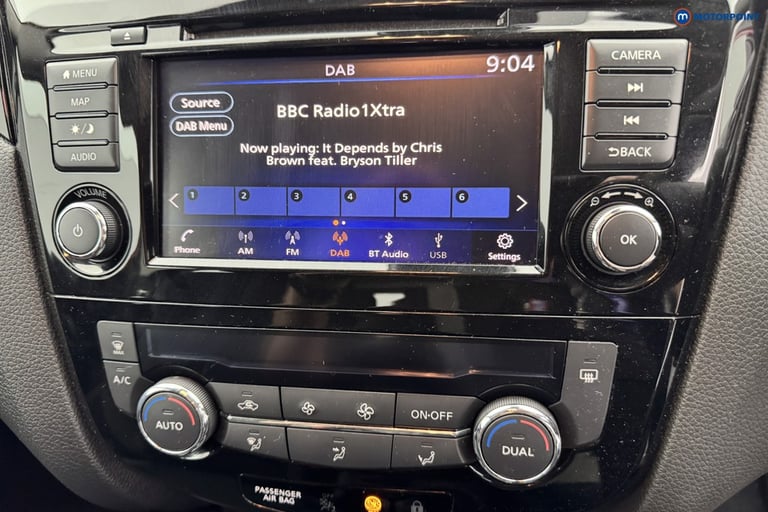 MOTORPOINT
MENU
MAP
AUDIO
DAB
9:04
Source
DAB Menu
BBC Radio1Xtra
Now playing: It Depends by Chris
Brown feat. Bryson Tiller
1 2 3 4 5 6
Phone AM FM DAB BT Audio USB Settings
CAMERA
BACK
VOLUME
OK
MAX
A/C
AUTO
ON·OFF
DUAL
PASSENGER
AIR BAG